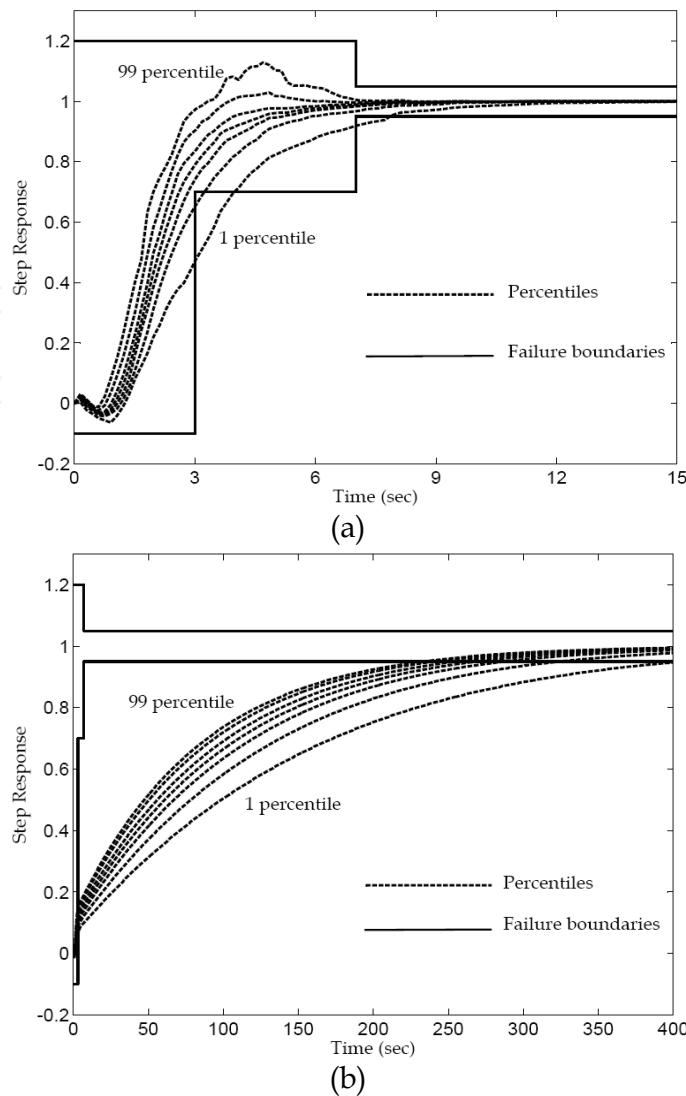 1.2
99 percentile
1
0.8
0.6
Step Response
1 percentile
0.4
Percentiles
0.2
Failure boundaries
0
-0.2
0
3
6
9
12
15
Time (sec)
(a)
1.2
1
99 percentile
0.8
0.6
Step Response
1 percentile
0.4
0.2
Percentiles
Failure boundaries
0
-0.2
0
50
100
150
200
250
300
350
400
Time (sec)
(b)